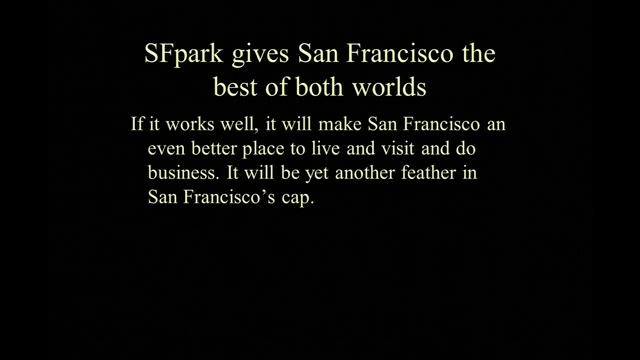 SFpark gives San Francisco the
best of both worlds
If it works well, it will make San Francisco an
even better place to live and visit and do
business. It will be yet another feather in
San Francisco’s cap.